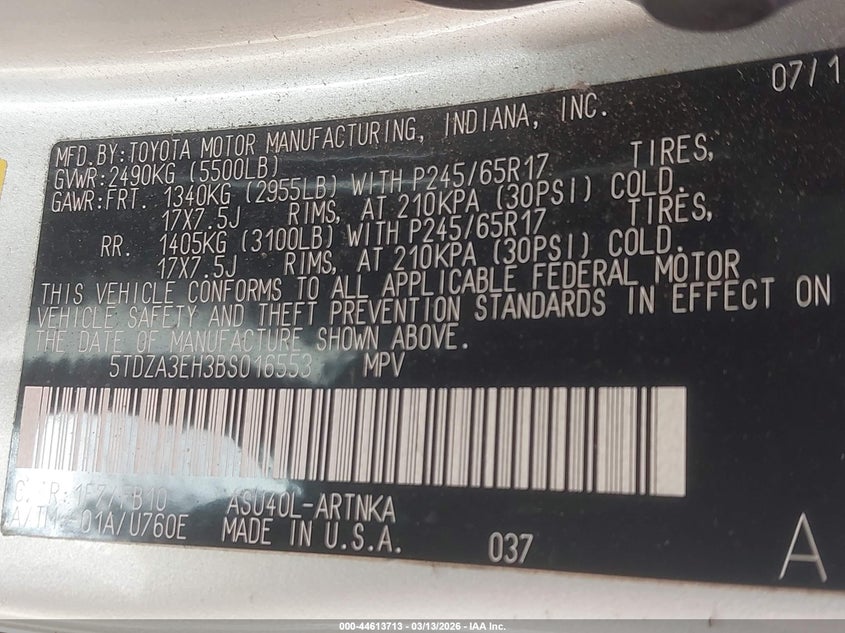 07/1
MFD.BY:TOYOTA MOTOR MANUFACTURING, INDIANA, INC.
GVWR:2490KG (5500LB)
GAWR:FRT. 1340KG (2955LB) WITH P245/65R17 TIRES,
17X7.5J RIMS, AT 210KPA (30PSI) COLD.
RR. 1405KG (3100LB) WITH P245/65R17 TIRES,
17X7.5J RIMS, AT 210KPA (30PSI) COLD.
THIS VEHICLE CONFORMS TO ALL APPLICABLE FEDERAL MOTOR
VEHICLE SAFETY AND THEFT PREVENTION STANDARDS IN EFFECT ON
THE DATE OF MANUFACTURE SHOWN ABOVE.
5TDZA3EH3BS016553 MPV
ASU40L-ARTNKA
01A/U760E MADE IN U.S.A. 037 A
000-44613713 - 03/13/2026 - IAA Inc.